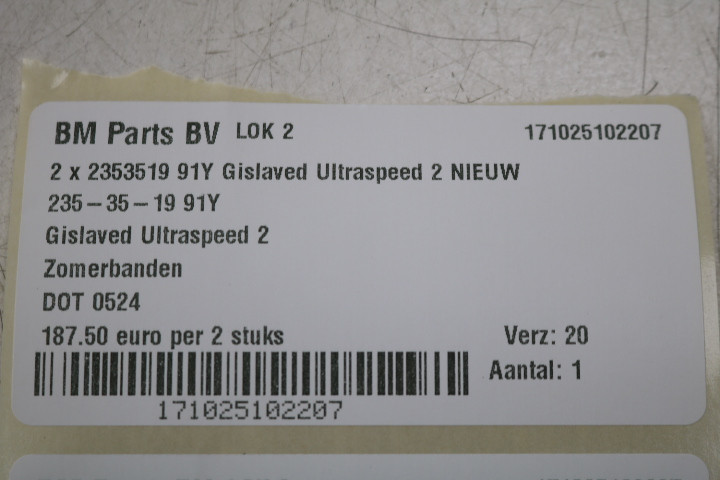 BM Parts BV LOK 2 171025102207
2 x 2353519 91Y Gislaved Ultraspeed 2 NIEUW
235-35-19 91Y
Gislaved Ultraspeed 2
Zomerbanden
DOT 0524
187.50 euro per 2 stuks Verz: 20
Aantal: 1
171025102207